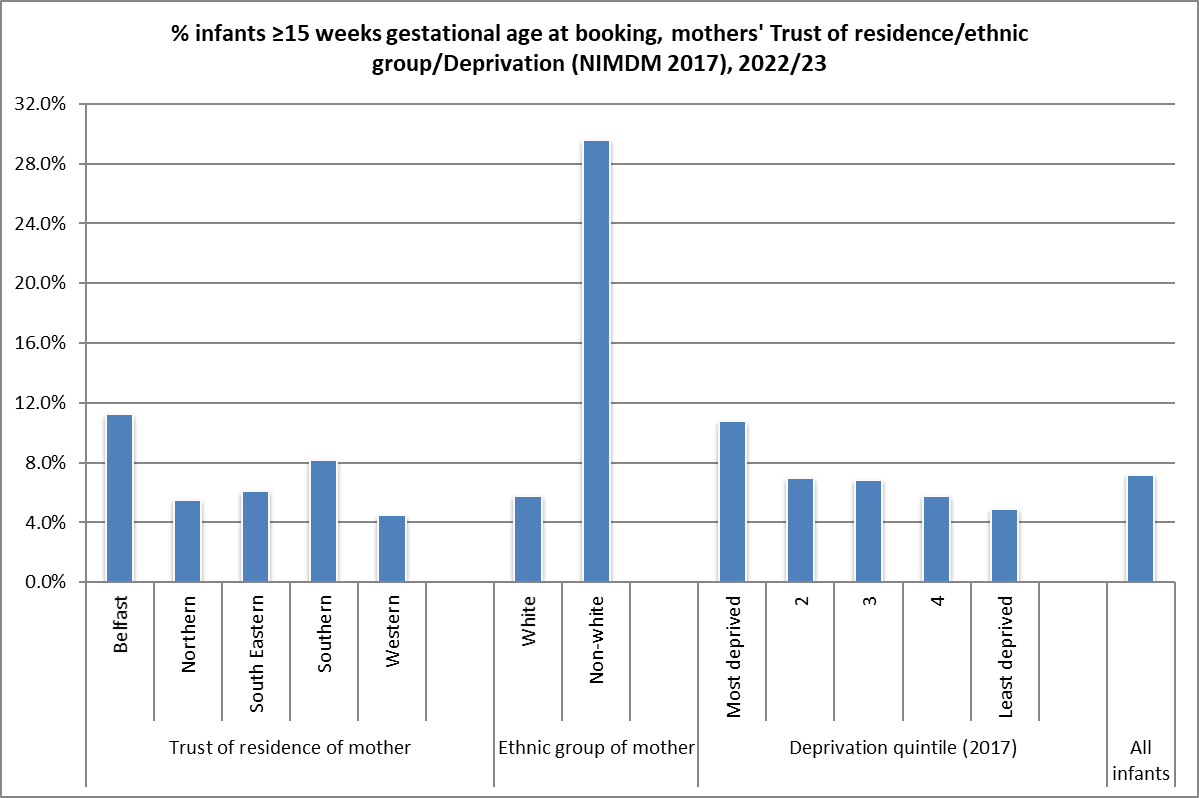 % infants ≥15 weeks gestational age at booking, mothers' Trust of residence/ethnic
group/Deprivation (NIMDM 2017), 2022/23
32.0%
28.0%
24.0%
20.0%
16.0%
12.0%
8.0%
4.0%
0.0%
Belfast
Northern
South Eastern
Southern
Western
White
Non-white
Most deprived
2
3
4
Least deprived
Trust of residence of mother
Ethnic group of mother
Deprivation quintile (2017)
All
infants